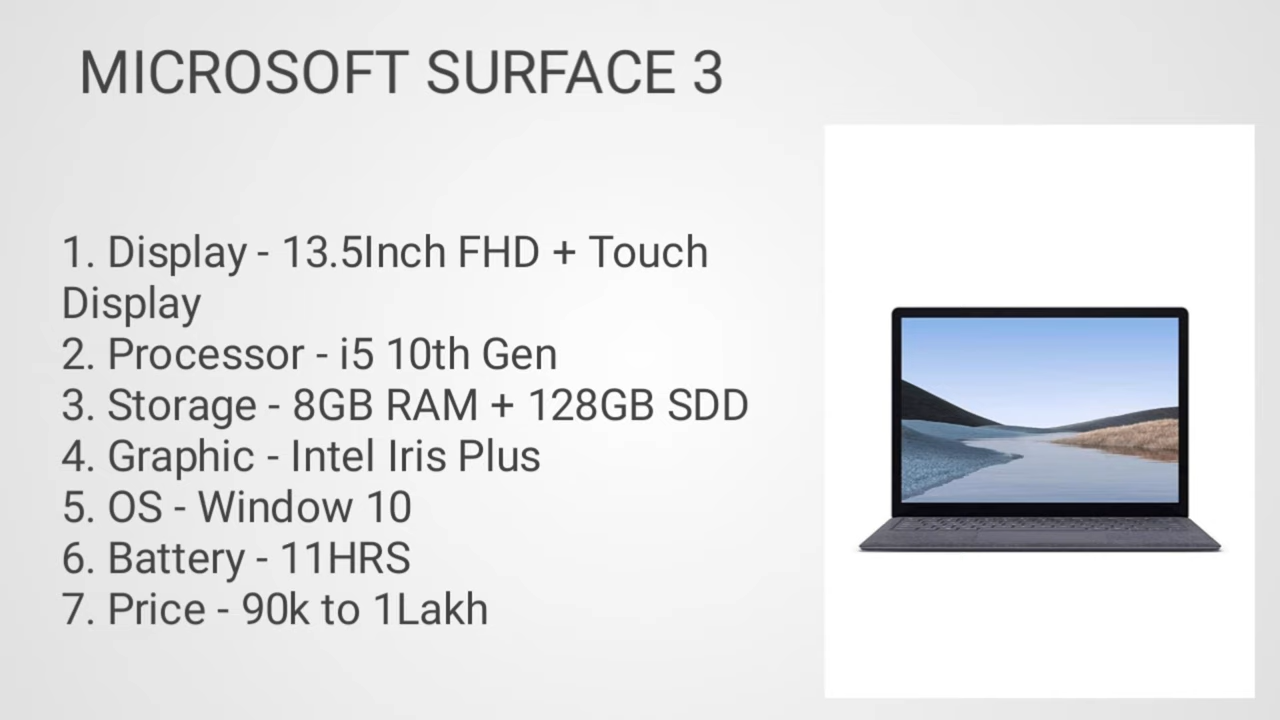 MICROSOFT SURFACE 3
1. Display - 13.5Inch FHD + Touch
Display
2. Processor - i5 10th Gen
3. Storage - 8GB RAM + 128GB SDD
4. Graphic - Intel Iris Plus
5. OS - Window 10
6. Battery - 11HRS
7. Price - 90k to 1Lakh